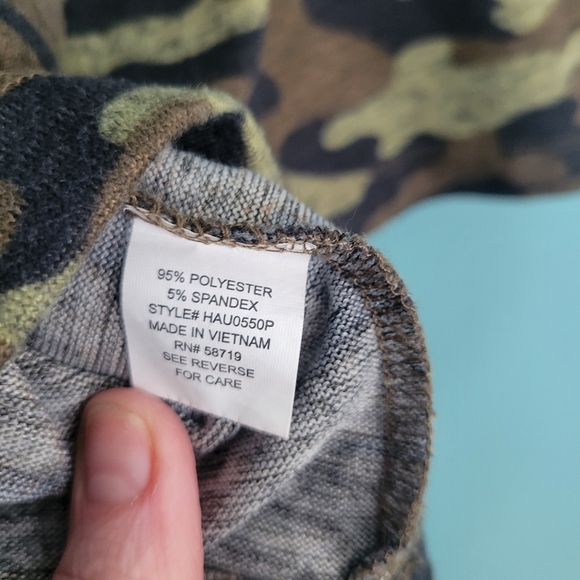 95% POLYESTER
5% SPANDEX
STYLE# HAU0550P
MADE IN VIETNAM
RN# 58719
SEE REVERSE
FOR CARE